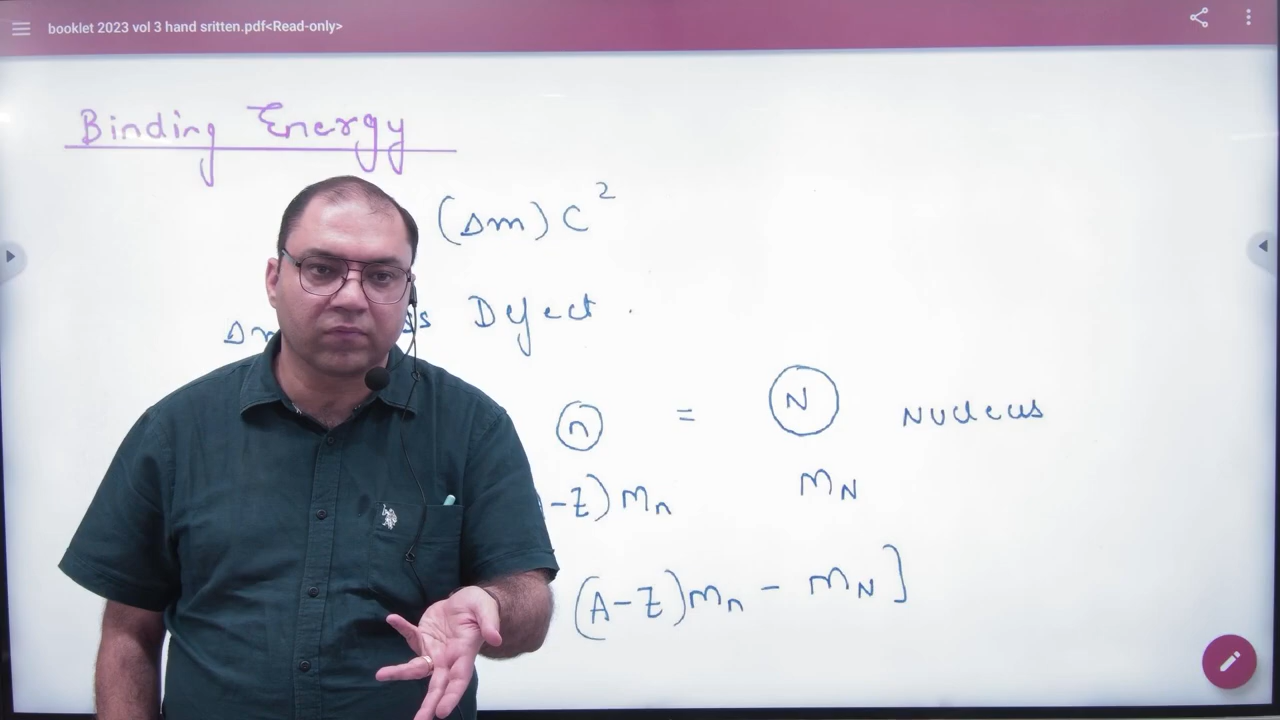 booklet 2023 vol 3 hand sritten.pdf<Read-only>
Binding Energy
(Δm) C²
Defect .
n = N Nucleus
-Z) Mn MN
(A-Z) Mn - MN ]